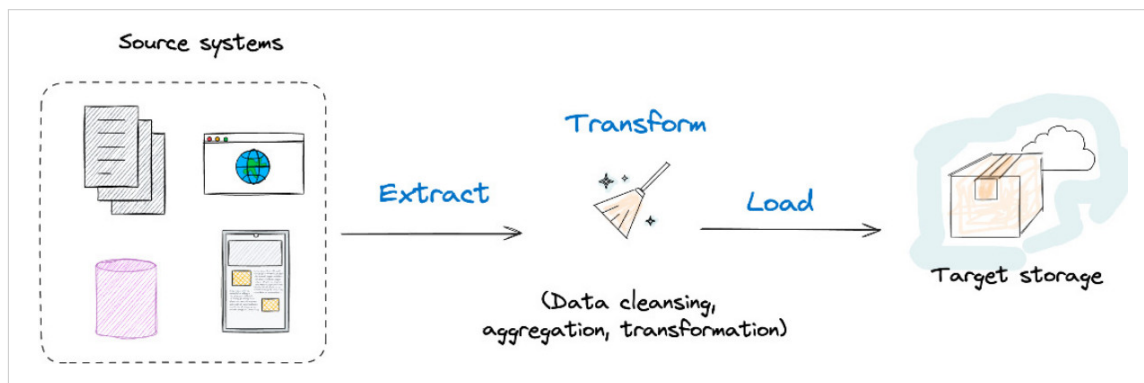 Source systems
Transform
Extract
Load
Target storage
(Data cleansing,
aggregation, transformation)